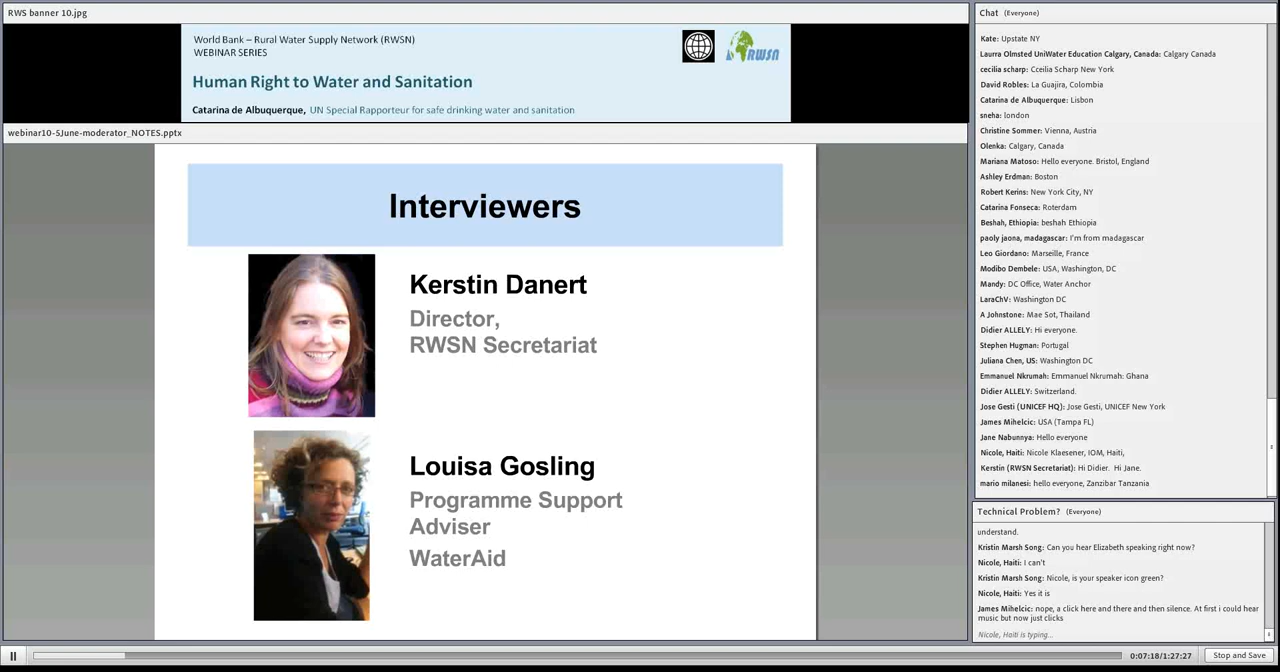 RWS banner 10.jpg
World Bank – Rural Water Supply Network (RWSN)
WEBINAR SERIES
Human Right to Water and Sanitation
Catarina de Albuquerque, UN Special Rapporteur for safe drinking water and sanitation
RWSN
webinar10-5June-moderator_NOTES.pptx
Interviewers
Kerstin Danert
Director,
RWSN Secretariat
Louisa Gosling
Programme Support
Adviser
WaterAid
Chat (Everyone)
Kate: Upstate NY
Laurra Olmsted UniWater Education Calgary, Canada: Calgary Canada
cecilia scharp: Cceilia Scharp New York
David Robles: La Guajira, Colombia
Catarina de Albuquerque: Lisbon
sneha: london
Christine Sommer: Vienna, Austria
Olenka: Calgary, Canada
Mariana Matoso: Hello everyone. Bristol, England
Ashley Erdman: Boston
Robert Kerins: New York City, NY
Catarina Fonseca: Roterdam
Beshah, Ethiopia: beshah Ethiopia
paoly jaona, madagascar: I'm from madagascar
Leo Giordano: Marseille, France
Modibo Dembele: USA, Washington, DC
Mandy: DC Office, Water Anchor
LaraChV: Washington DC
A Johnstone: Mae Sot, Thailand
Didier ALLELY: Hi everyone.
Stephen Hugman: Portugal
Juliana Chen, US: Washington DC
Emmanuel Nkrumah: Emmanuel Nkrumah: Ghana
Didier ALLELY: Switzerland.
Jose Gesti (UNICEF HQ): Jose Gesti, UNICEF New York
James Mihelcic: USA (Tampa FL)
Jane Nabunnya: Hello everyone
Nicole, Haiti: Nicole Klaesener, IOM, Haiti,
Kerstin (RWSN Secretariat): Hi Didier. Hi Jane.
mario milanesi: hello everyone, Zanzibar Tanzania
Technical Problem? (Everyone)
understand.
Kristin Marsh Song: Can you hear Elizabeth speaking right now?
Nicole, Haiti: I can't
Kristin Marsh Song: Nicole, is your speaker icon green?
Nicole, Haiti: Yes it is
James Mihelcic: nope, a click here and there and then silence. At first i could hear
music but now just clicks
Nicole, Haiti is typing...
0:07:18/1:27:27
Stop and Save